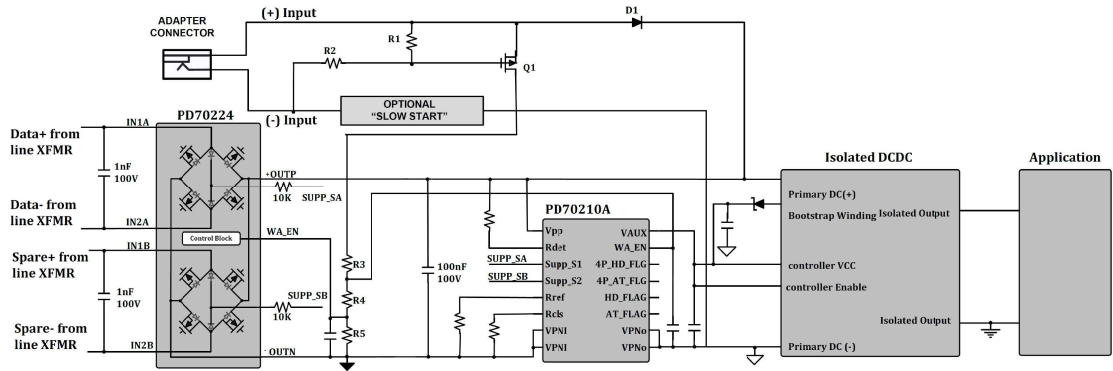 ADAPTER
CONNECTOR
(+) Input
D1
R1
R2
Q1
OPTIONAL
"SLOW START"
(-) Input
PD70224
IN1A
Data+ from
line XFMR
1nF
100V
Data- from
line XFMR
IN2A
+OUTP
10K
SUPP_SA
Control Block
WA_EN
IN1B
Spare+ from
line XFMR
1nF
100V
Spare- from
line XFMR
IN2B
SUPP_SB
10K
-OUTN
R3
R4
R5
100nF
100V
PD70210A
Vpp
Rdet
Supp_S1
Supp_S2
Rref
Rcls
VPNI
VPNI
SUPP_SA
SUPP_SB
VAUX
WA_EN
4P_HD_FLG
4P_AT_FLG
HD_FLAG
AT_FLAG
VPNo
VPNo
Isolated DCDC
Primary DC(+)
Bootstrap Winding
Isolated Output
controller VCC
controller Enable
Isolated Output
Primary DC (-)
Application